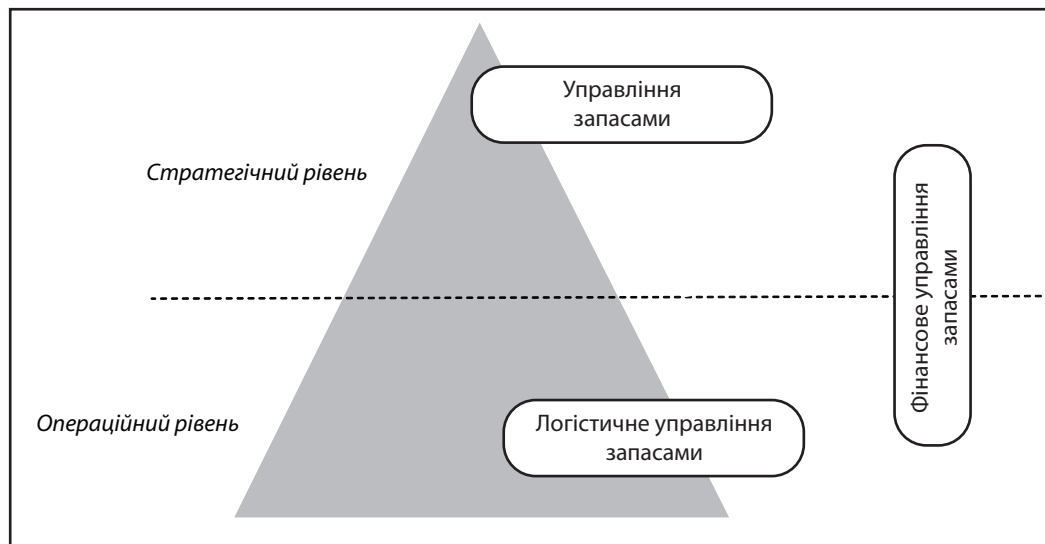 Управління
запасами
Стратегічний рівень
Фінансове управління
запасами
Операційний рівень
Логістичне управління
запасами